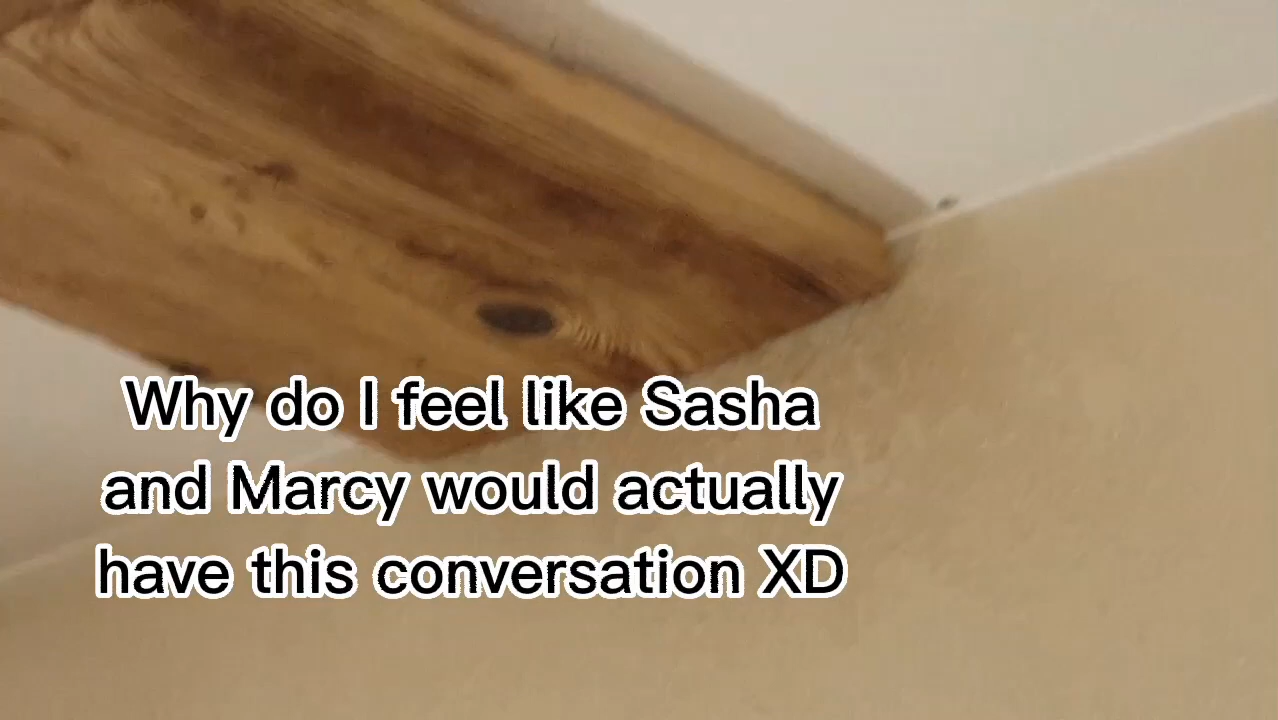 Why do I feel like Sasha
and Marcy would actually
have this conversation XD